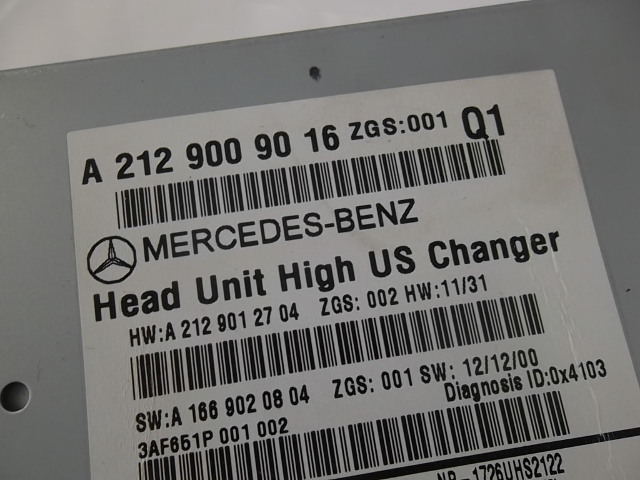 A 212 900 90 16 ZGS:001 Q1
MERCEDES-BENZ
Head Unit High US Changer
HW:A 212 901 27 04 ZGS: 002 HW:11/31
SW:A 166 902 08 04 ZGS: 001 SW: 12/12/00
3AF651P 001 002 Diagnosis ID:0x4103
NR-1726UHS2122